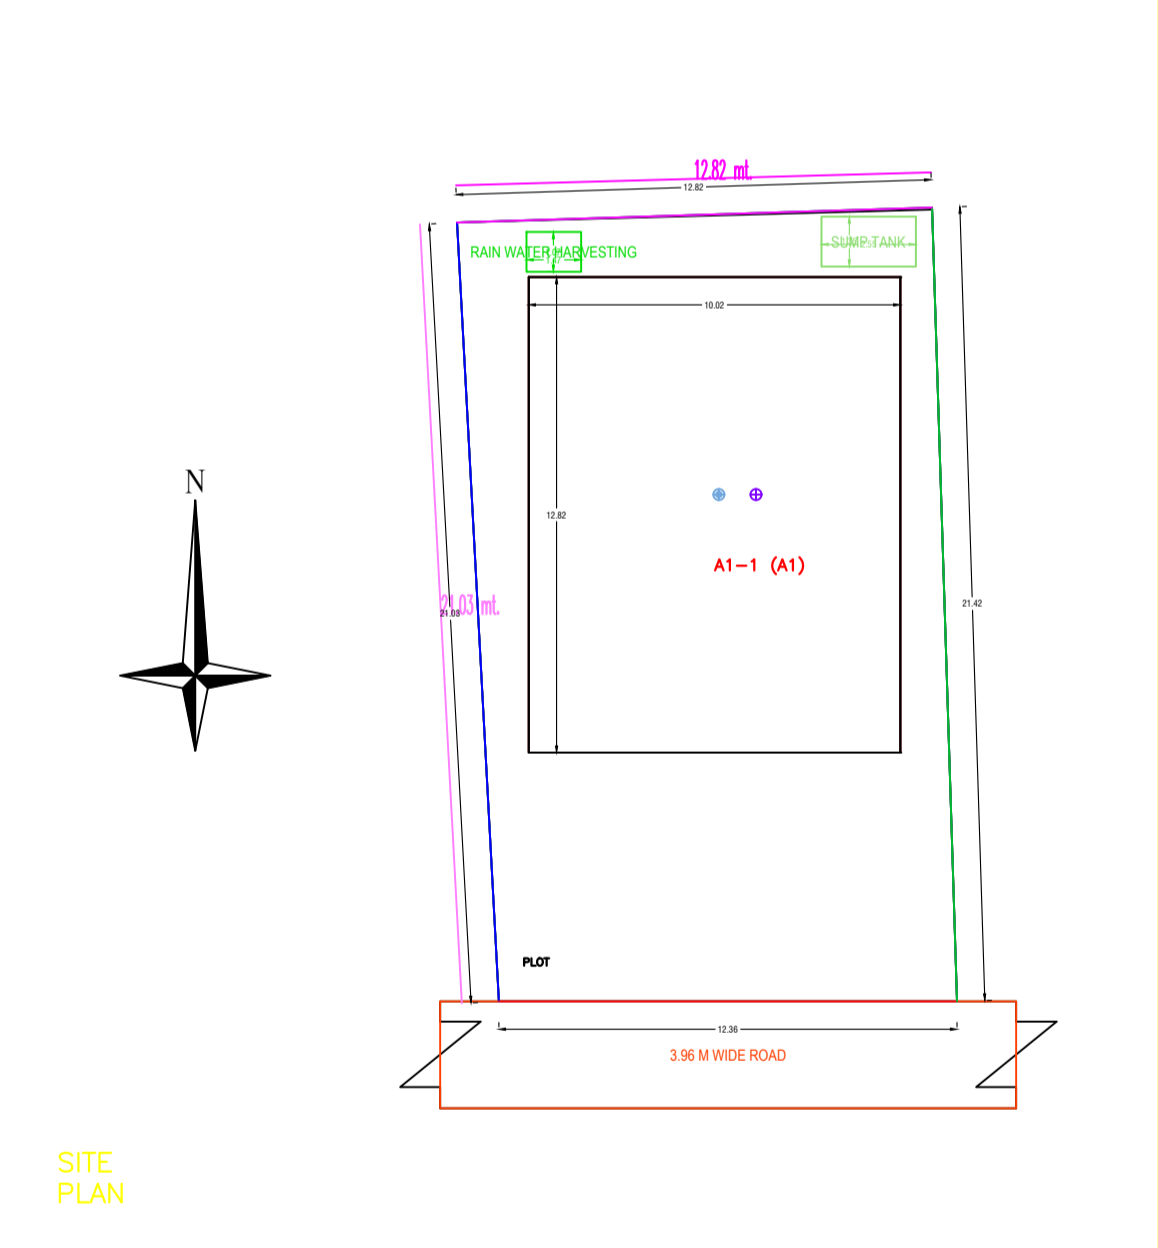 12.82 mt.
12.82
RAIN WATER HARVESTING
SUMP TANK
10.02
N
12.82
A1-1 (A1)
21.03 mt.
21.03
21.42
PLOT
12.36
3.96 M WIDE ROAD
SITE
PLAN